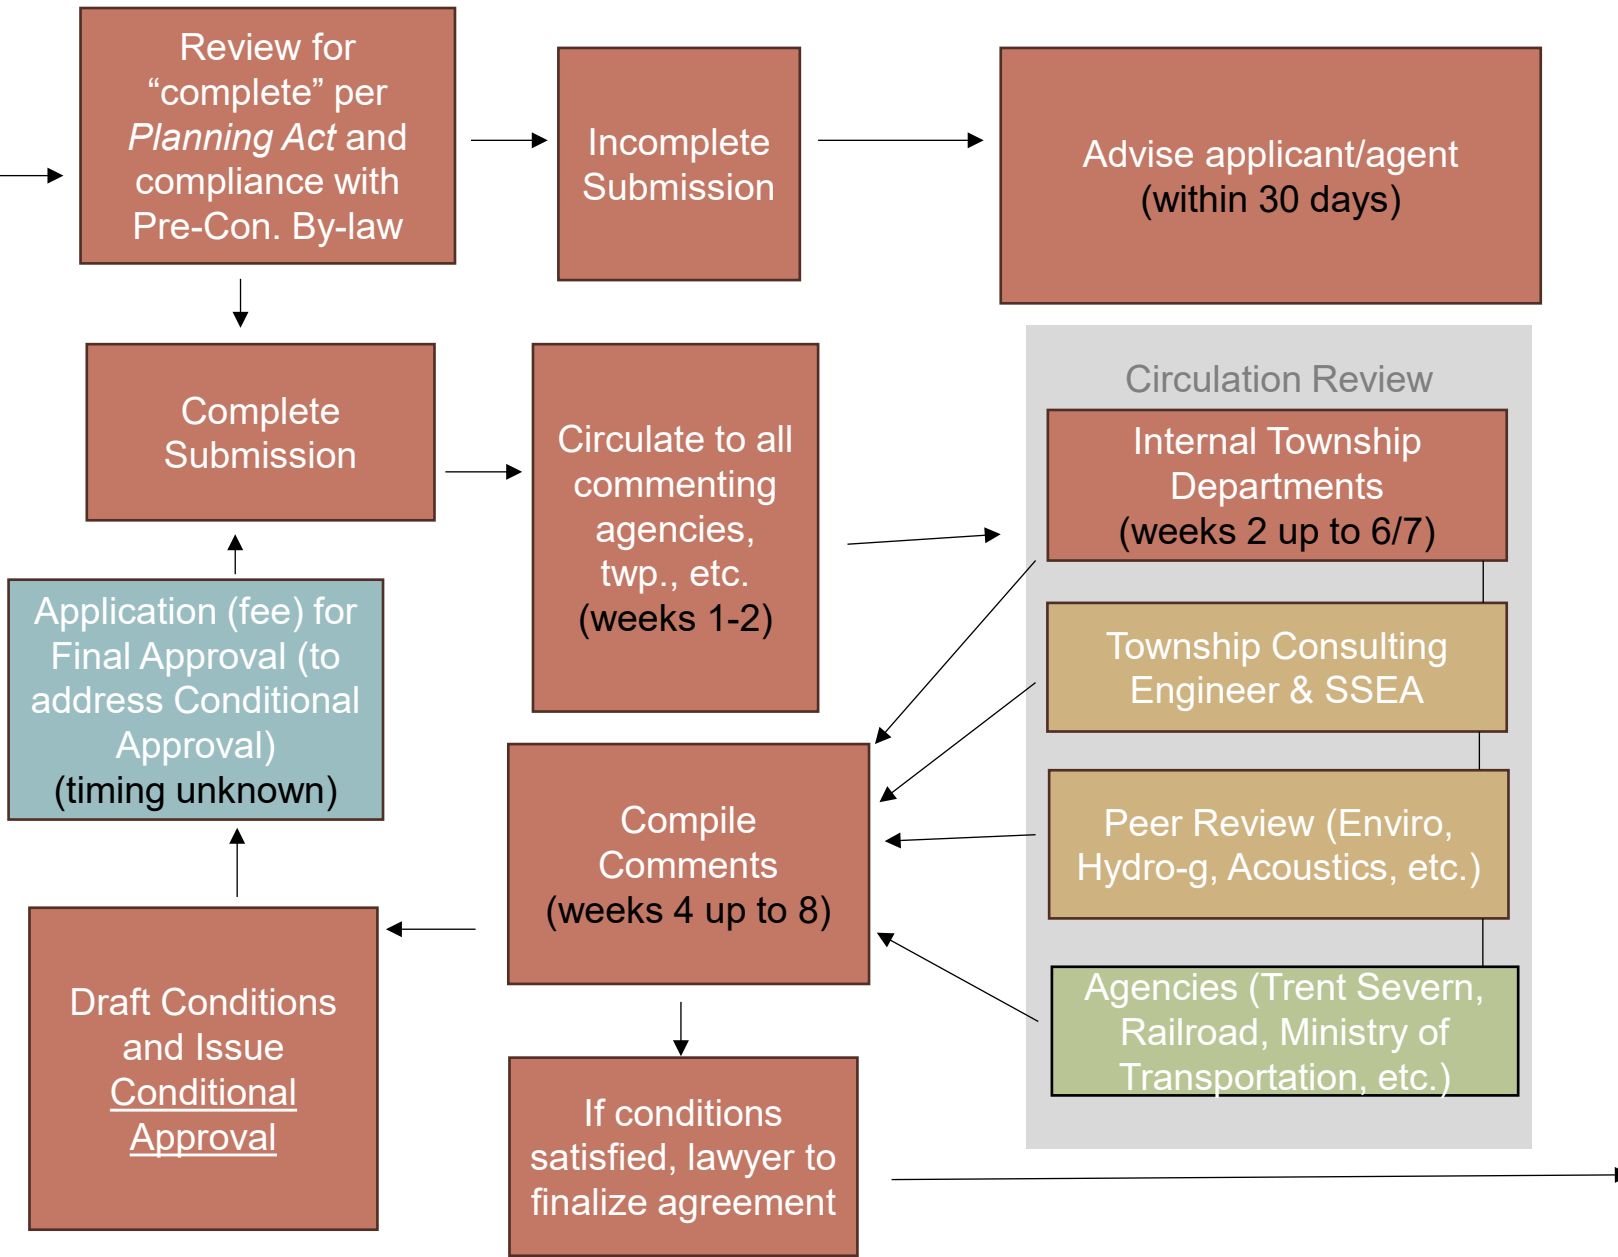 Review for
“complete” per
Planning Act and
compliance with
Pre-Con. By-law
Incomplete
Submission
Advise applicant/agent
(within 30 days)
Complete
Submission
Circulate to all
commenting
agencies,
twp., etc.
(weeks 1-2)
Circulation Review
Internal Township
Departments
(weeks 2 up to 6/7)
Township Consulting
Engineer & SSEA
Peer Review (Enviro,
Hydro-g, Acoustics, etc.)
Agencies (Trent Severn,
Railroad, Ministry of
Transportation, etc.)
Application (fee) for
Final Approval (to
address Conditional
Approval)
(timing unknown)
Compile
Comments
(weeks 4 up to 8)
Draft Conditions
and Issue
Conditional
Approval
If conditions
satisfied, lawyer to
finalize agreement